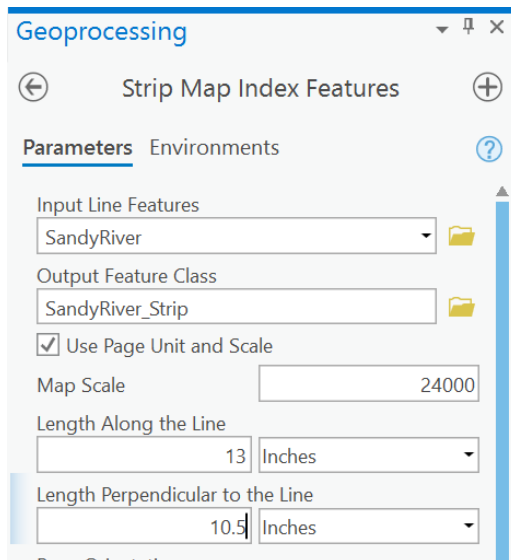 Geoprocessing
Strip Map Index Features
Parameters Environments
Input Line Features
SandyRiver
Output Feature Class
SandyRiver_Strip
Use Page Unit and Scale
Map Scale 24000
Length Along the Line
13 Inches
Length Perpendicular to the Line
10.5 Inches